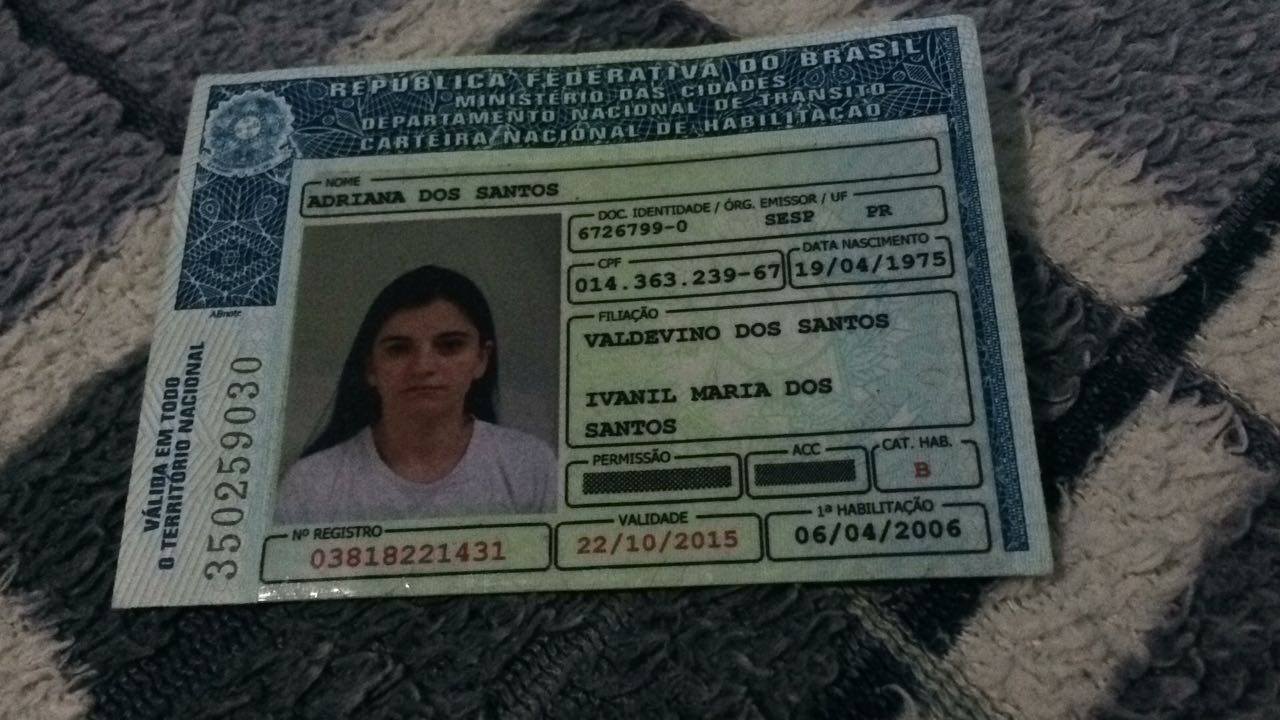 REPÚBLICA FEDERATIVA DO BRASIL
MINISTÉRIO DAS CIDADES
DEPARTAMENTO NACIONAL DE TRÂNSITO
CARTEIRA NACIONAL DE HABILITAÇÃO
NOME
ADRIANA DOS SANTOS
DOC. IDENTIDADE / ÓRG. EMISSOR / UF
6726799-0 SESP PR
CPF
014.363.239-67
DATA NASCIMENTO
19/04/1975
FILIAÇÃO
VALDEVINO DOS SANTOS
IVANIL MARIA DOS
SANTOS
PERMISSÃO
ACC
CAT. HAB.
B
Nº REGISTRO
03818221431
VALIDADE
22/10/2015
1ª HABILITAÇÃO
06/04/2006
ABnote
VÁLIDA EM TODO
O TERRITÓRIO NACIONAL
350259030